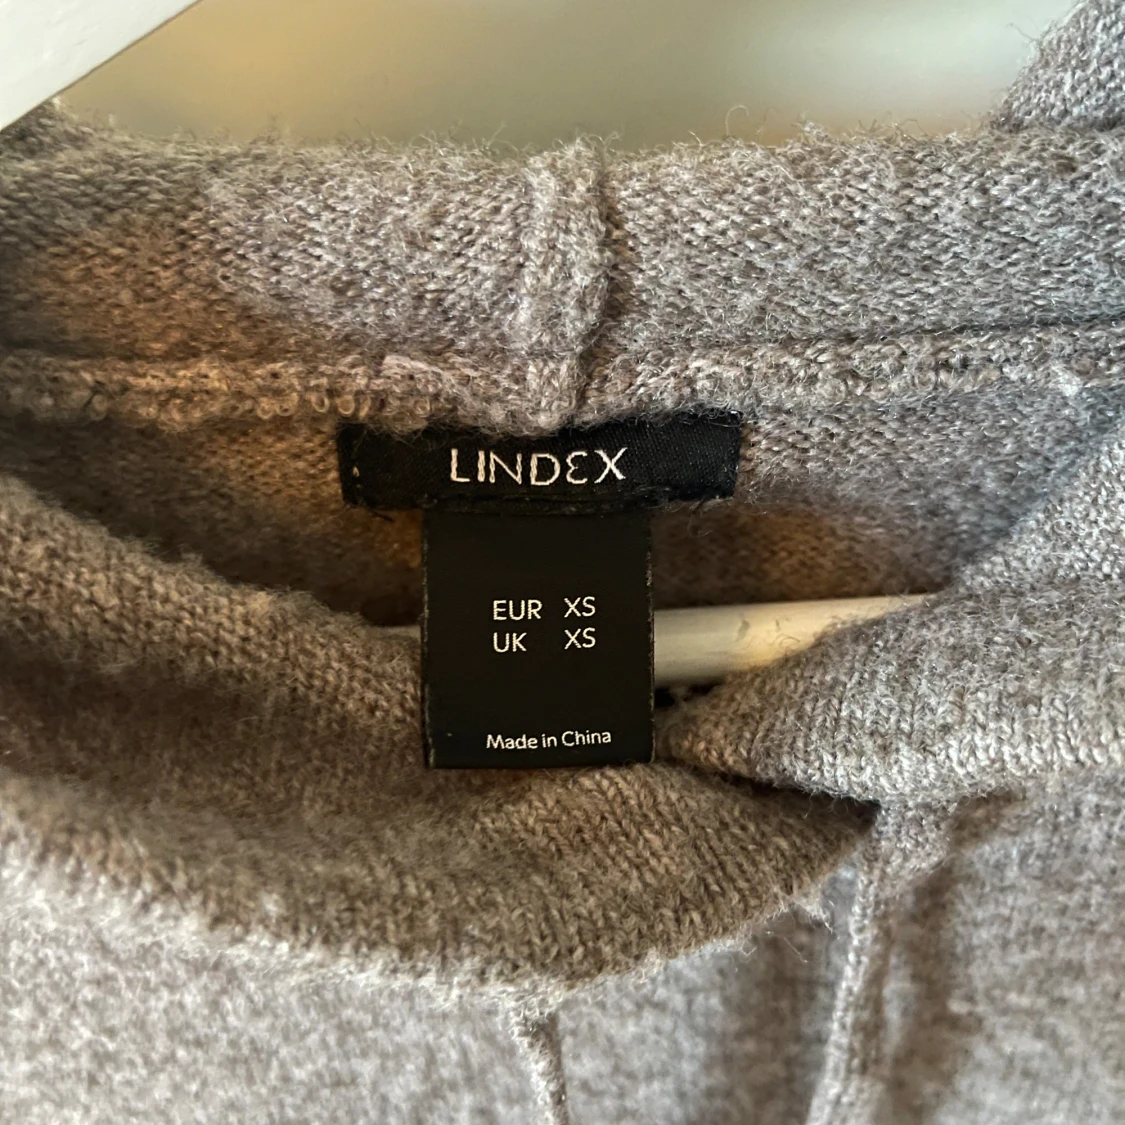 LINDEX
EUR XS
UK XS
Made in China